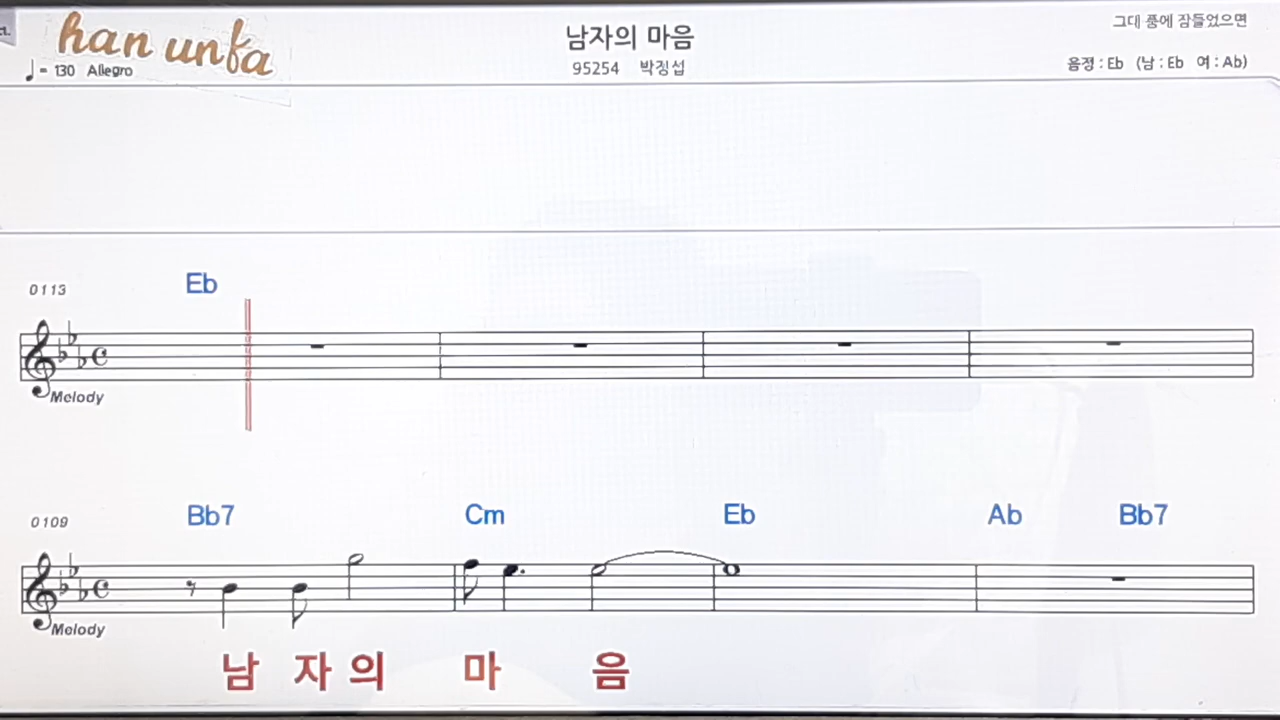 han unfa
남자의 마음
그대 품에 잠들었으면
♩= 130 Allegro
95254 박정섭
음정 : Eb (남 : Eb 여 : Ab)
0113
Eb
Melody
0109
Bb7 Cm Eb Ab Bb7
Melody
남 자 의 마 음